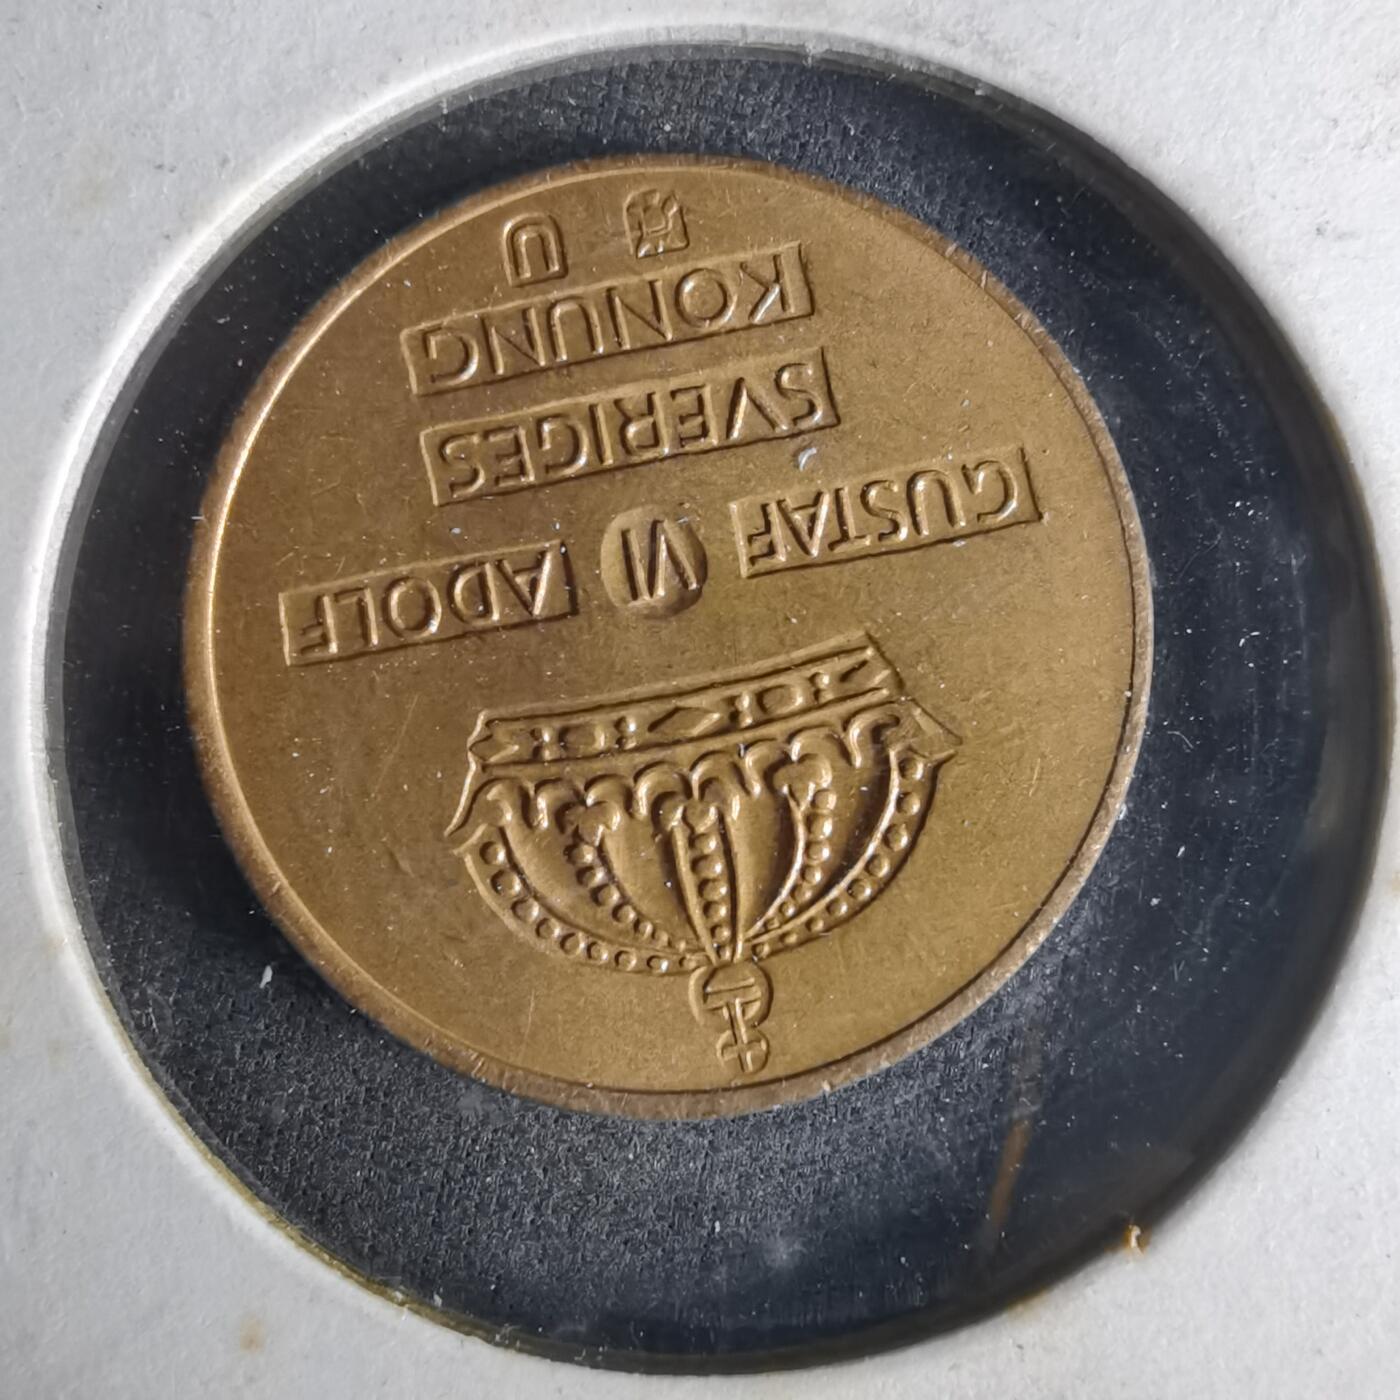 GUSTAF VI ADOLF
SVERIGES
KONUNG
U